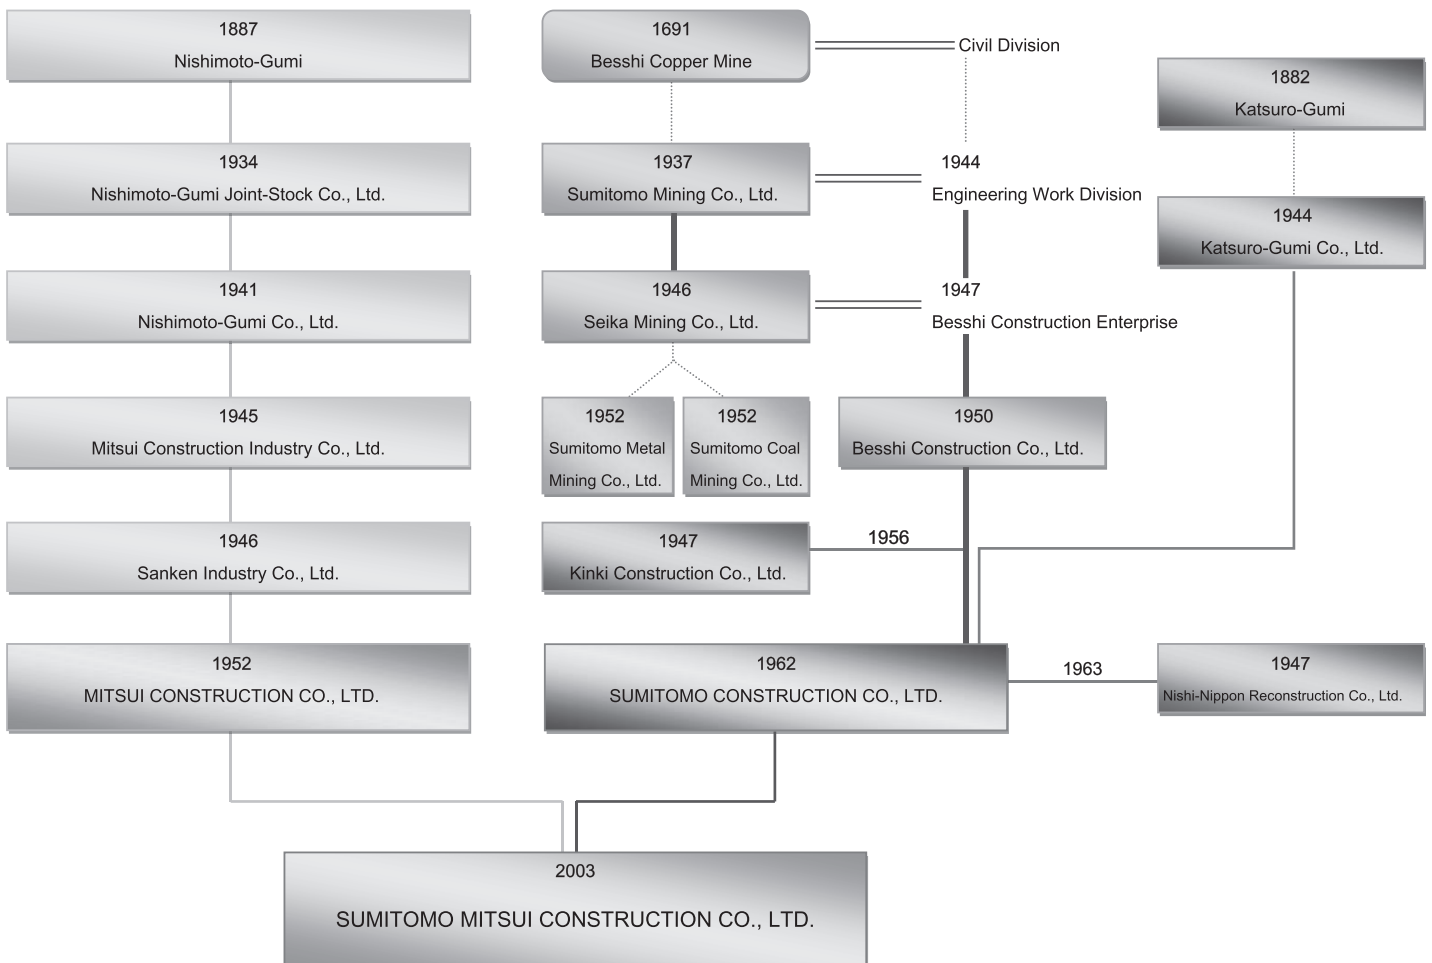 1887
Nishimoto-Gumi
1934
Nishimoto-Gumi Joint-Stock Co., Ltd.
1941
Nishimoto-Gumi Co., Ltd.
1945
Mitsui Construction Industry Co., Ltd.
1946
Sanken Industry Co., Ltd.
1952
MITSUI CONSTRUCTION CO., LTD.
1691
Besshi Copper Mine
Civil Division
1937
Sumitomo Mining Co., Ltd.
1944
Engineering Work Division
1946
Seika Mining Co., Ltd.
1947
Besshi Construction Enterprise
1952
Sumitomo Metal
Mining Co., Ltd.
1952
Sumitomo Coal
Mining Co., Ltd.
1950
Besshi Construction Co., Ltd.
1947
Kinki Construction Co., Ltd.
1956
1882
Katsuro-Gumi
1944
Katsuro-Gumi Co., Ltd.
1962
SUMITOMO CONSTRUCTION CO., LTD.
1963
1947
Nishi-Nippon Reconstruction Co., Ltd.
2003
SUMITOMO MITSUI CONSTRUCTION CO., LTD.